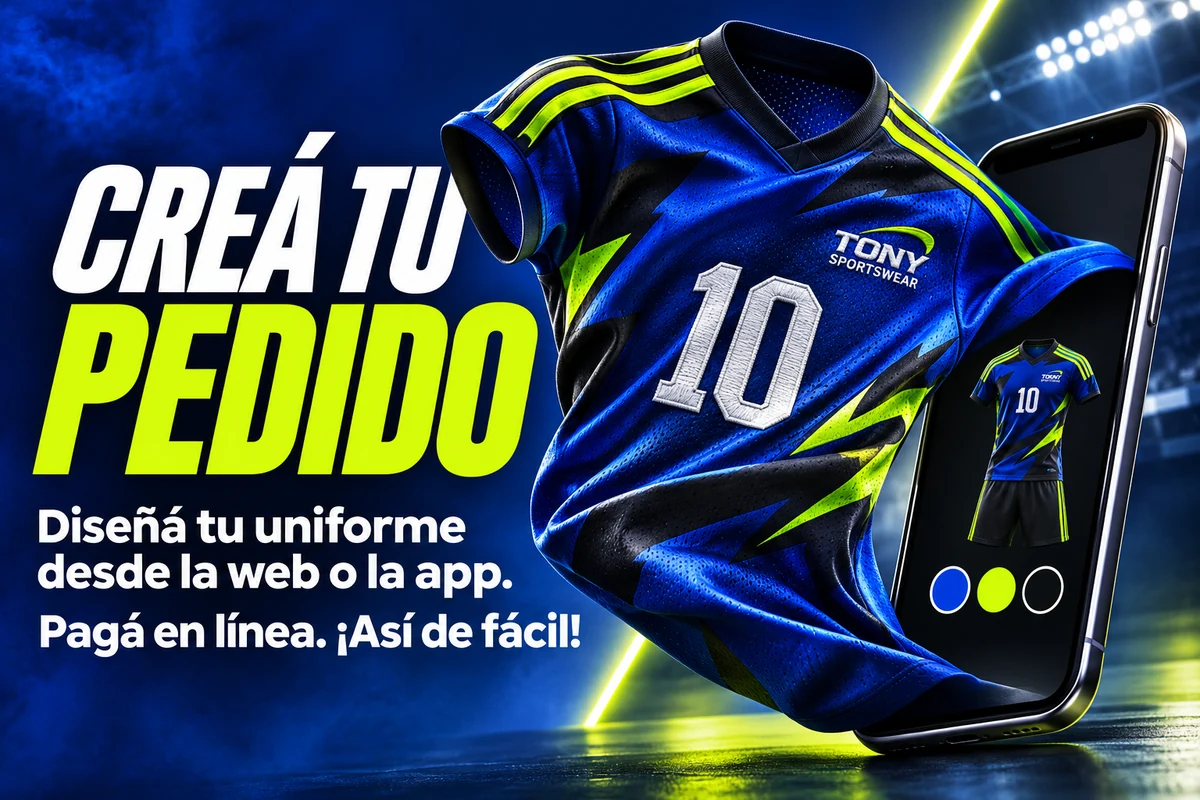 CREÁ TU
PEDIDO
Diseñá tu uniforme
desde la web o la app.
Pagá en línea. ¡Así de fácil!
TONY
SPORTSWEAR
10
TONY
SPORTSWEAR
10